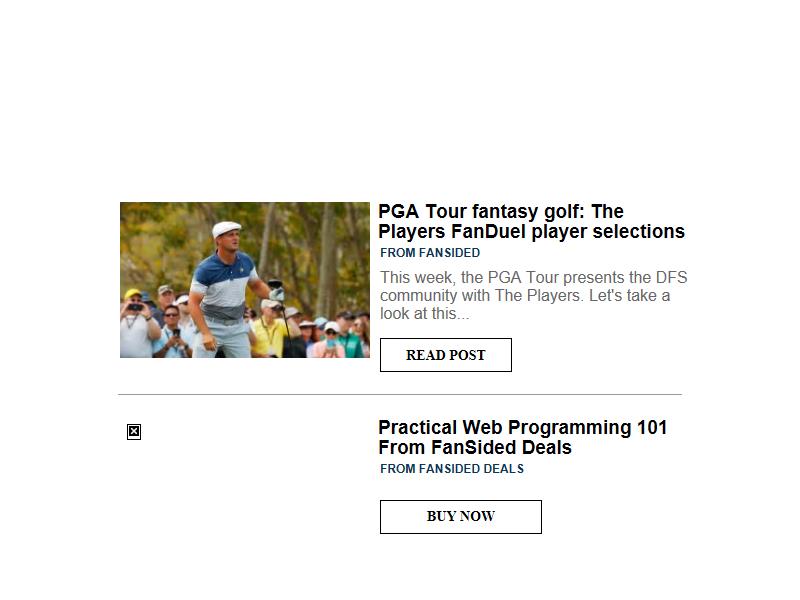 PGA Tour fantasy golf: The
Players FanDuel player selections
FROM FANSIDED
This week, the PGA Tour presents the DFS
community with The Players. Let's take a
look at this...
READ POST
Practical Web Programming 101
From FanSided Deals
FROM FANSIDED DEALS
BUY NOW